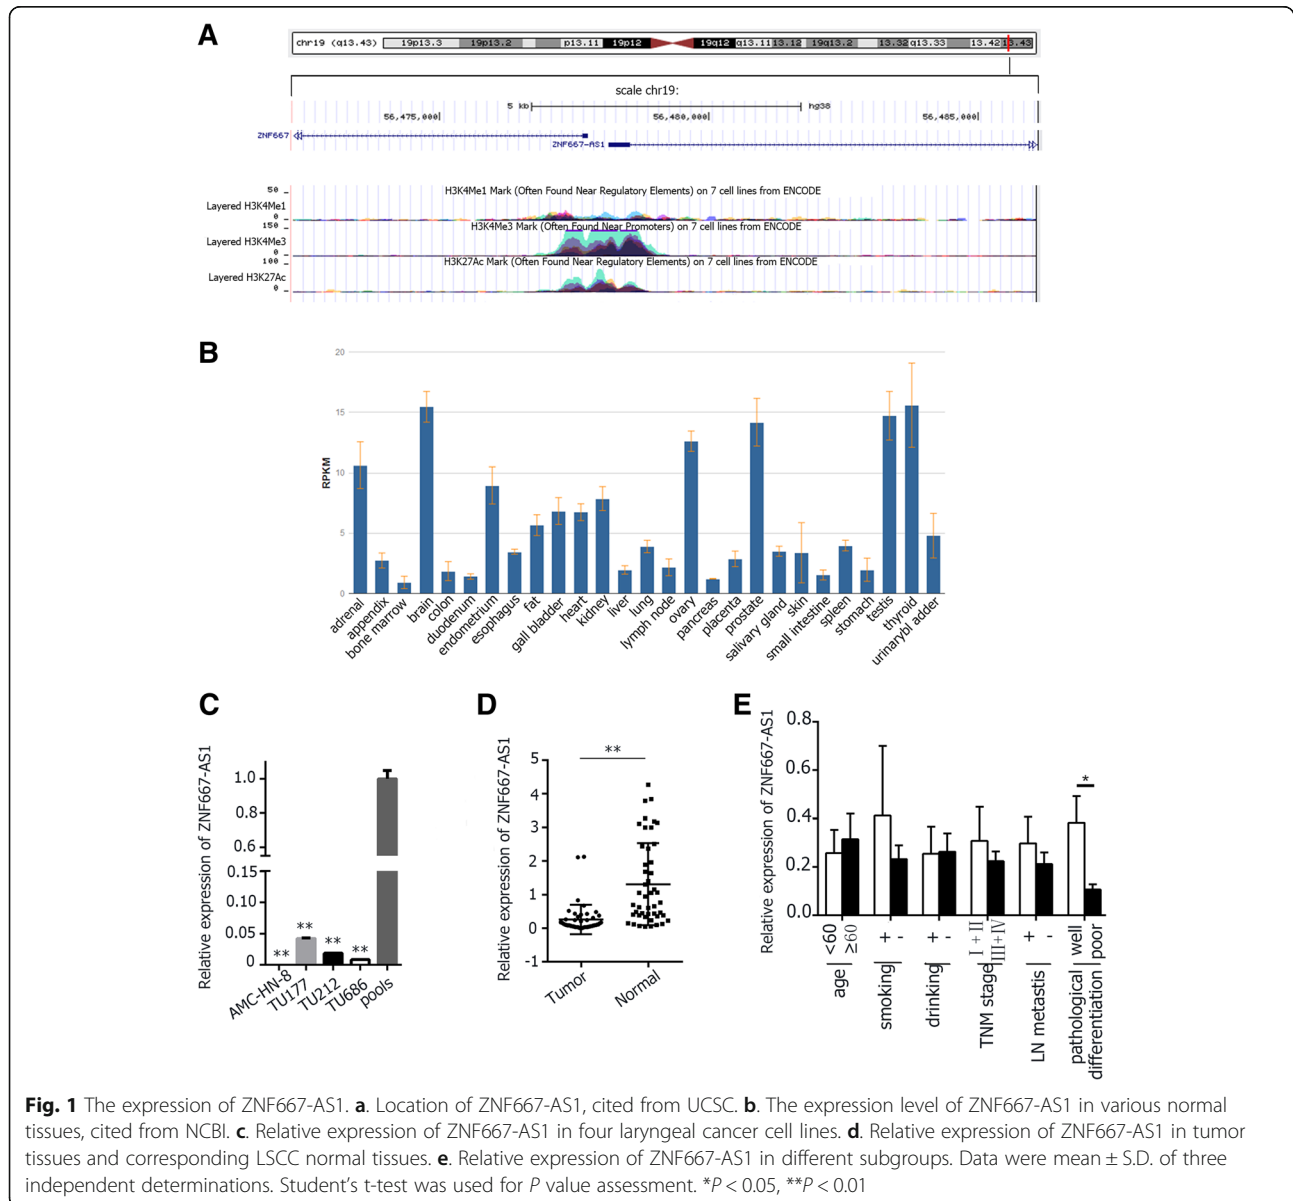 A
chr19 (q13.43) 19p13.3 19p13.2 p13.11 19p12 19q12 q13.11 13.12 19q13.2 13.32 q13.33 13.42 13.43
scale chr19:
5 kb hg38
56,475,000 56,480,000 56,485,000
ZNF667
ZNF667-AS1
50
H3K4Me1 Mark (Often Found Near Regulatory Elements) on 7 cell lines from ENCODE
Layered H3K4Me1
0
150
H3K4Me3 Mark (Often Found Near Promoters) on 7 cell lines from ENCODE
Layered H3K4Me3
0
100
H3K27Ac Mark (Often Found Near Regulatory Elements) on 7 cell lines from ENCODE
Layered H3K27Ac
0
B
20
15
10
5
0
RPKM
adrenal
appendix
bone marrow
brain
colon
duodenum
endometrium
esophagus
fat
gall bladder
heart
kidney
liver
lung
lymph node
ovary
pancreas
placenta
prostate
salivary gland
skin
small intestine
spleen
stomach
testis
thyroid
urinarybl adder
C
Relative expression of ZNF667-AS1
1.0
0.8
0.6
0.15
0.10
0.05
0
** ** ** **
AMC-HN-8
TU177
TU212
TU686
pools
D
Relative expression of ZNF667-AS1
5
4
3
2
1
0
-1
**
Tumor
Normal
E
Relative expression of ZNF667-AS1
0.8
0.6
0.4
0.2
0.0
*
<60
≥60
age
+
-
smoking
+
-
drinking
I + II
III+IV
TNM stage
+
-
LN metastis
well
poor
pathological
differentiation
Fig. 1 The expression of ZNF667-AS1. a. Location of ZNF667-AS1, cited from UCSC. b. The expression level of ZNF667-AS1 in various normal
tissues, cited from NCBI. c. Relative expression of ZNF667-AS1 in four laryngeal cancer cell lines. d. Relative expression of ZNF667-AS1 in tumor
tissues and corresponding LSCC normal tissues. e. Relative expression of ZNF667-AS1 in different subgroups. Data were mean ± S.D. of three
independent determinations. Student's t-test was used for P value assessment. *P < 0.05, **P < 0.01